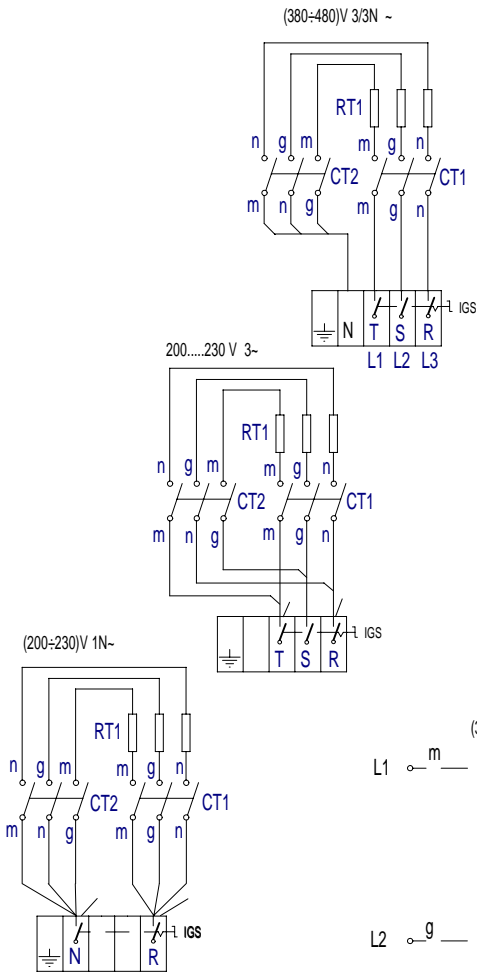 (380÷480)V 3/3N ~
RT1
n g m m g n
CT2 CT1
m n g m g n
N T S R IGS
L1 L2 L3
200.....230 V 3~
RT1
n g m m g n
CT2 CT1
m n g m g n
T S R IGS
(200÷230)V 1N~
RT1
n g m m g n
CT2 CT1
m n g m g n
N R IGS
(3
L1 m
L2 g